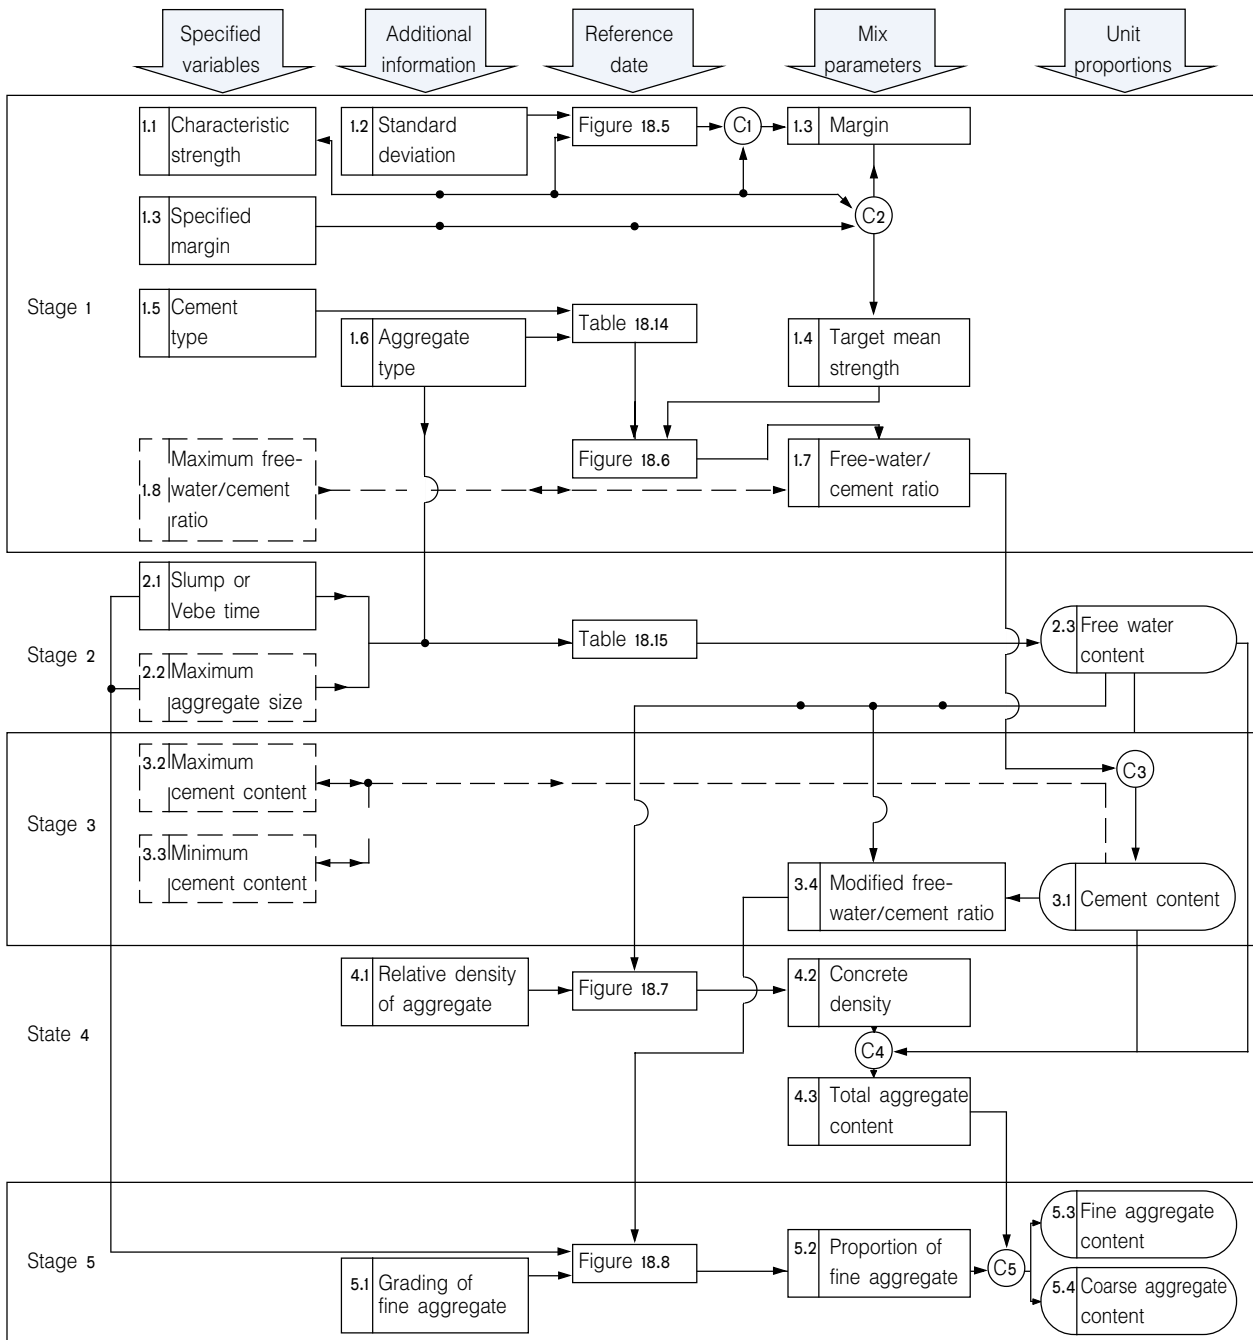 Specified
variables
Additional
information
Reference
date
Mix
parameters
Unit
proportions
Stage 1
1.1 Characteristic
strength
1.2 Standard
deviation
Figure 18.5
C1
1.3 Margin
1.3 Specified
margin
C2
1.5 Cement
type
1.6 Aggregate
type
Table 18.14
1.4 Target mean
strength
1.8 Maximum free-
water/cement
ratio
Figure 18.6
1.7 Free-water/
cement ratio
Stage 2
2.1 Slump or
Vebe time
2.2 Maximum
aggregate size
Table 18.15
2.3 Free water
content
Stage 3
3.2 Maximum
cement content
3.3 Minimum
cement content
C3
3.4 Modified free-
water/cement ratio
3.1 Cement content
State 4
4.1 Relative density
of aggregate
Figure 18.7
4.2 Concrete
density
C4
4.3 Total aggregate
content
Stage 5
5.1 Grading of
fine aggregate
Figure 18.8
5.2 Proportion of
fine aggregate
C5
5.3 Fine aggregate
content
5.4 Coarse aggregate
content